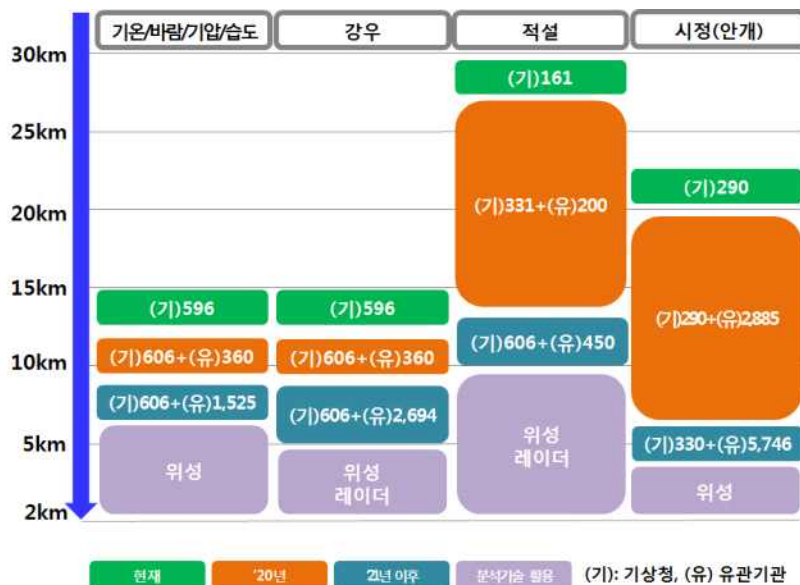 기온/바람/기압/습도 강우 적설 시정(안개)
30km
(기)161
25km
(기)290
20km
(기)331+(유)200
15km
(기)596 (기)596
(기)290+(유)2,885
10km
(기)606+(유)360 (기)606+(유)360 (기)606+(유)450
(기)606+(유)1,525 (기)606+(유)2,694
5km
(기)330+(유)5,746
위성 위성
레이더 위성
레이더 위성
2km
현재 '20년 21년 이후 분석기술 활용 (기): 기상청, (유) 유관기관